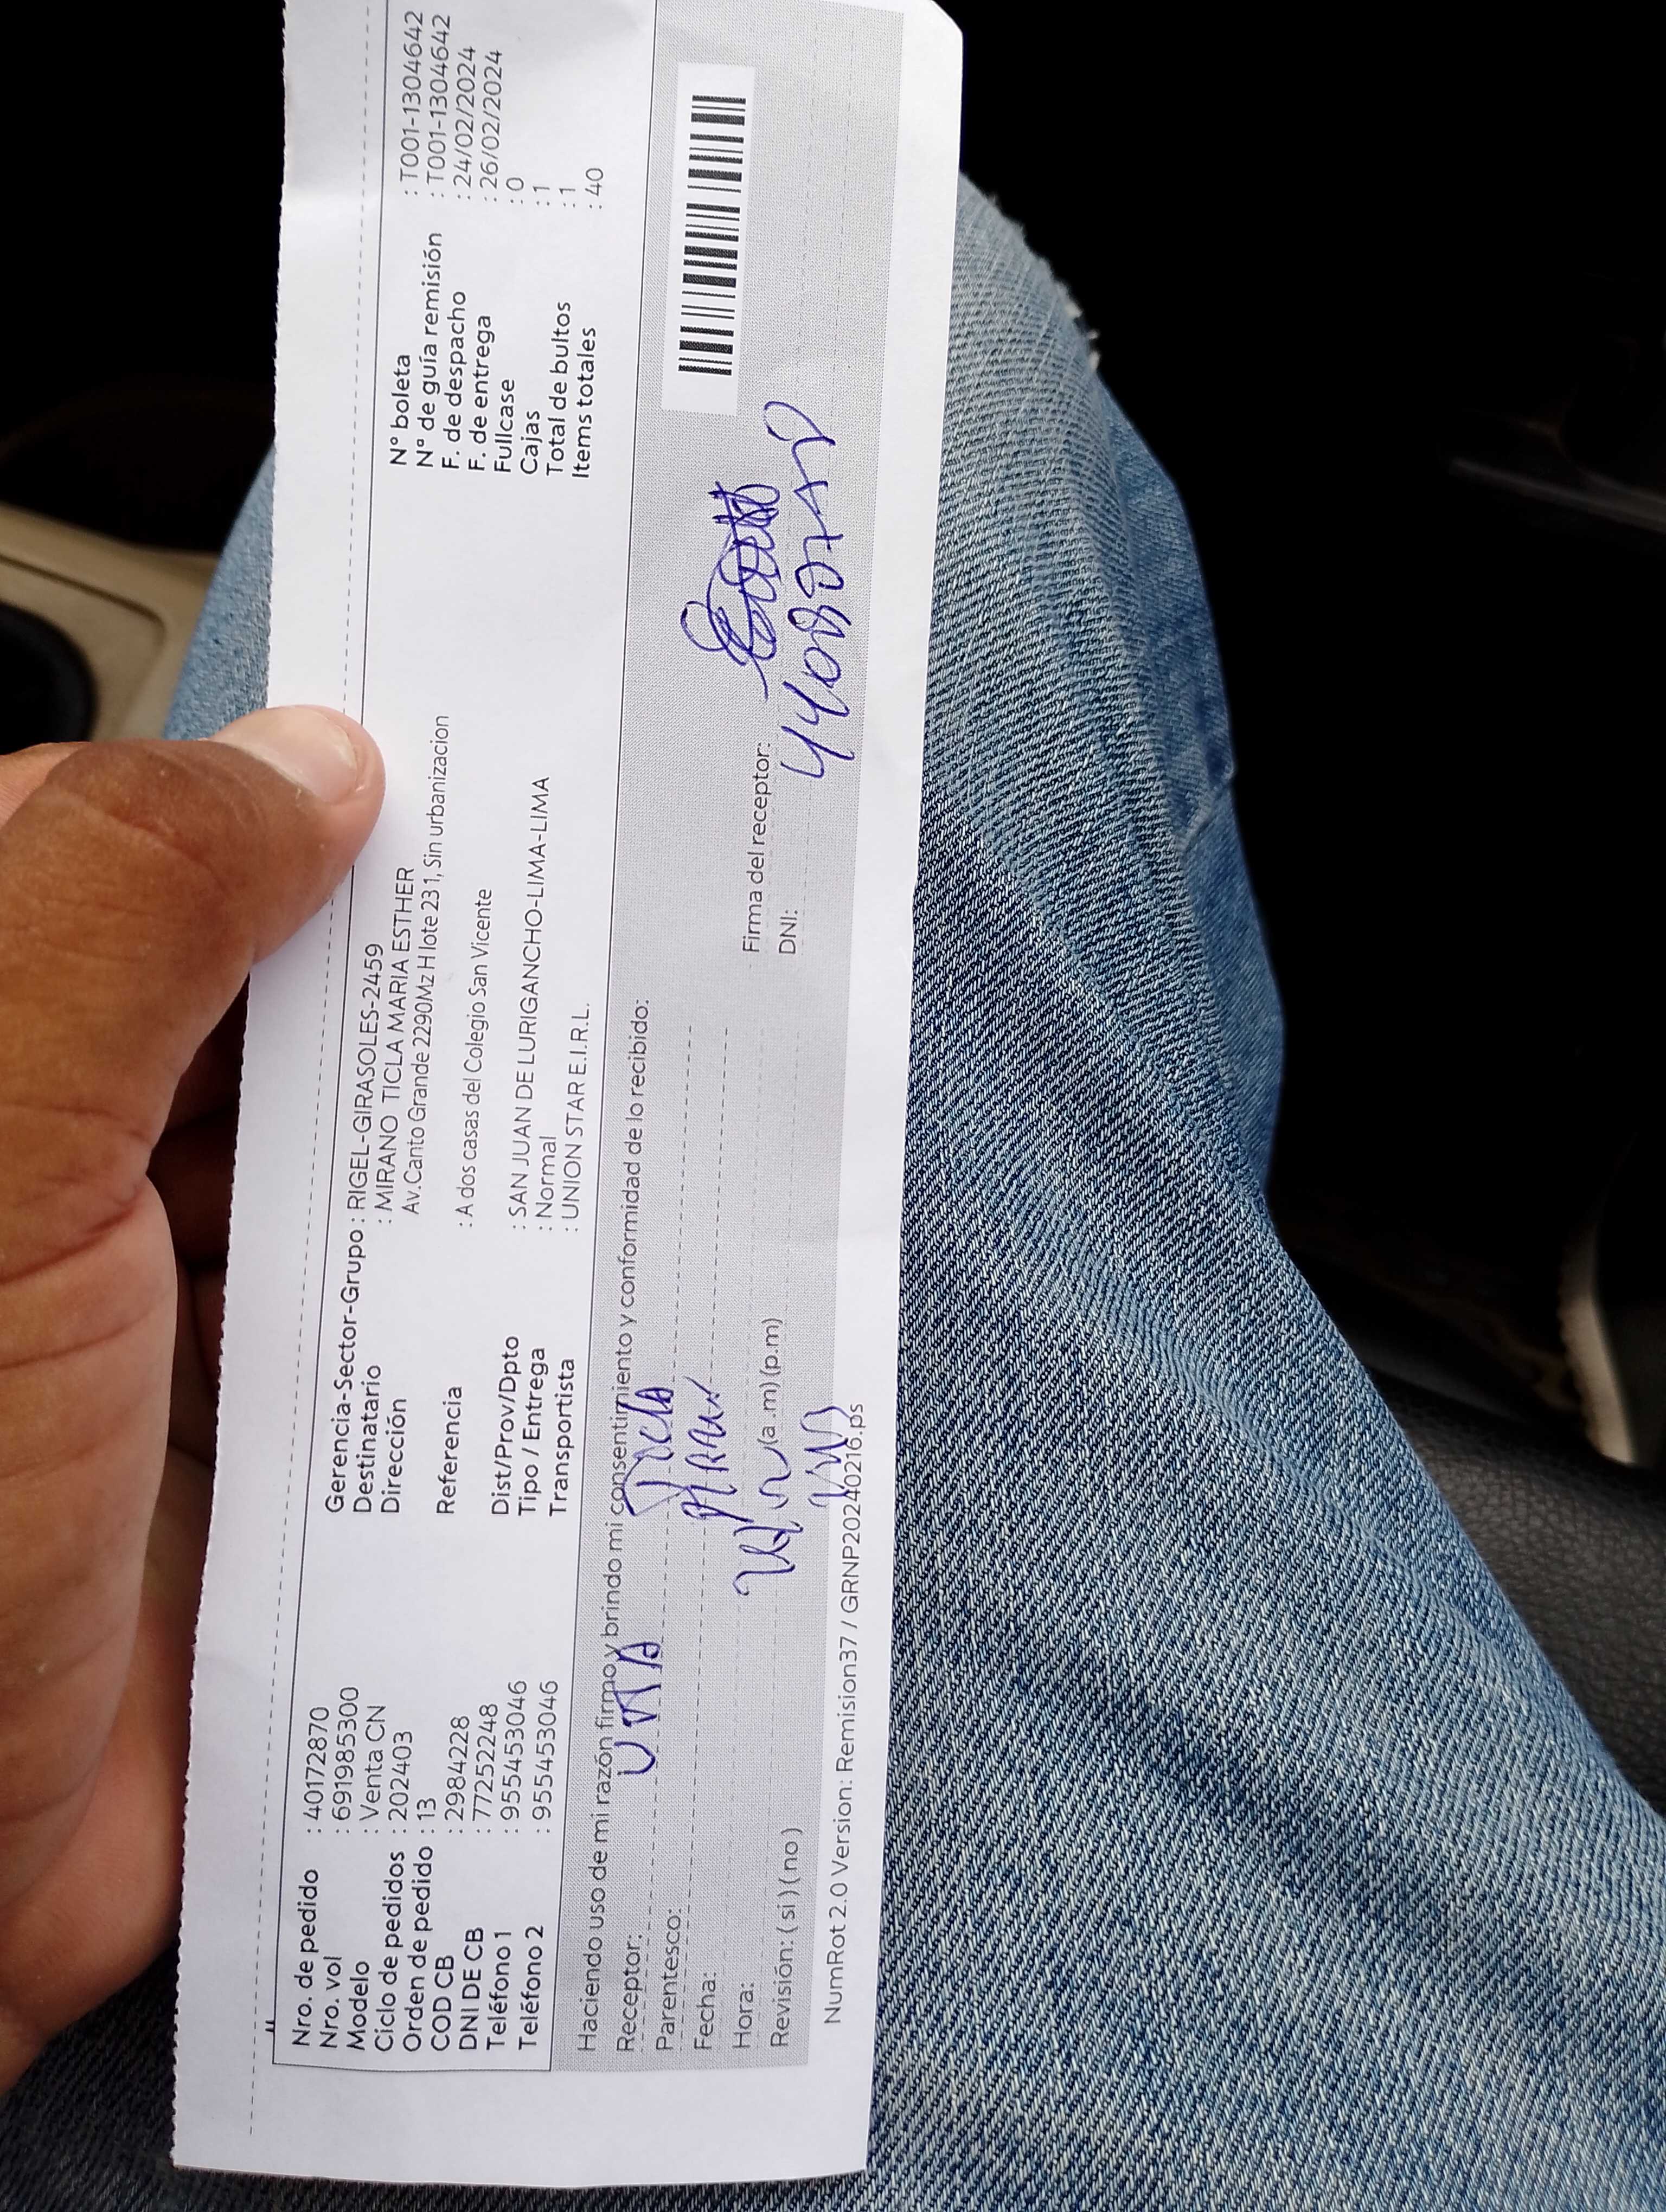 Nro. de pedido : 401728​70
Nro. vol : 6919853​00
Modelo : Venta CN
Ciclo de pedidos : 202403
Orden de pedido : 13
COD CB : 2984228
DNI DE CB : 77252248
Teléfono 1 : 955453046
Teléfono 2 : 955453046
Gerencia-Sector-Grupo : RIGEL-GIRASOLES-2459
Destinatario : MIRANO TICLA MARIA ESTHER
Dirección Av.Canto Grande 2290Mz H lote 23 1, Sin urbanizacion
Referencia : A dos casas del Colegio San Vicente
Dist/Prov/Dpto : SAN JUAN DE LURIGANCHO-LIMA-LIMA
Tipo / Entrega : Normal
Transportista : UNION STAR E.I.R.L.
N° boleta : T001-1304642
N° de guía remisión : T001-1304642
F. de despacho : 24/02/2024
F. de entrega : 26/02/2024
Fullcase : 0
Cajas : 1
Total de bultos : 1
Items totales : 40
Haciendo uso de mi razón firmo y brindo mi consentimiento y conformidad de lo recibido:
Receptor: Ticla
Parentesco:
Fecha:
Hora: (a.m) (p.m)
Revisión: ( si ) ( no )
Firma del receptor:
DNI:
NumRot 2.0 Version: Remision37 / GRNP20240216.ps